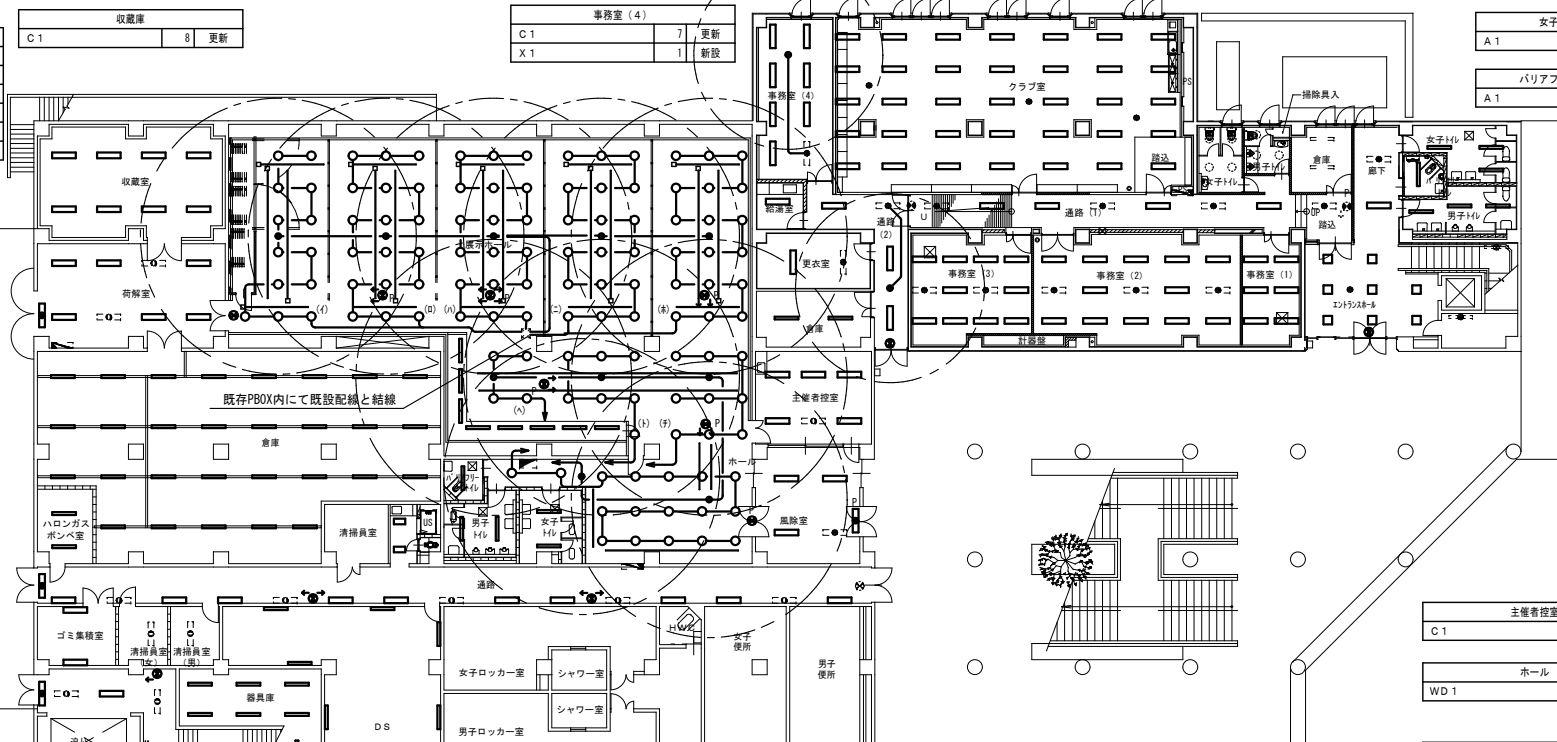 収蔵庫
C1 8 更新
事務室(4)
C1 7 更新
X1 1 新設
女子
A1
バリアフ
A1
収蔵室
荷解室
展示ホール
(イ)
(ロ)
(ハ)
(ニ)
(ホ)
(ヘ)
(ト)
(チ)
P
P
P
P
P
P
P
既存PBOX内にて既設配線と結線
事務室(4)
クラブ室
PS
踏込
掃除具入
女子トイレ
男子トイレ
倉庫
廊下
女子トイレ
男子トイレ
給湯室
通路
(2)
U
通路(1)
UP
踏込
更衣室
事務室(3)
事務室(2)
事務室(1)
エントランスホール
計器盤
倉庫
主催者控室
ホール
風除室
倉庫
ハロンガス
ボンベ室
清掃員室
US
男子
トイレ
女子
トイレ
通路
ゴミ集積室
清掃員室
(女)
清掃員室
(男)
器具庫
DS
女子ロッカー室
シャワー室
シャワー室
男子ロッカー室
女子
便所
男子
便所
主催者控室
C1
ホール
WD1